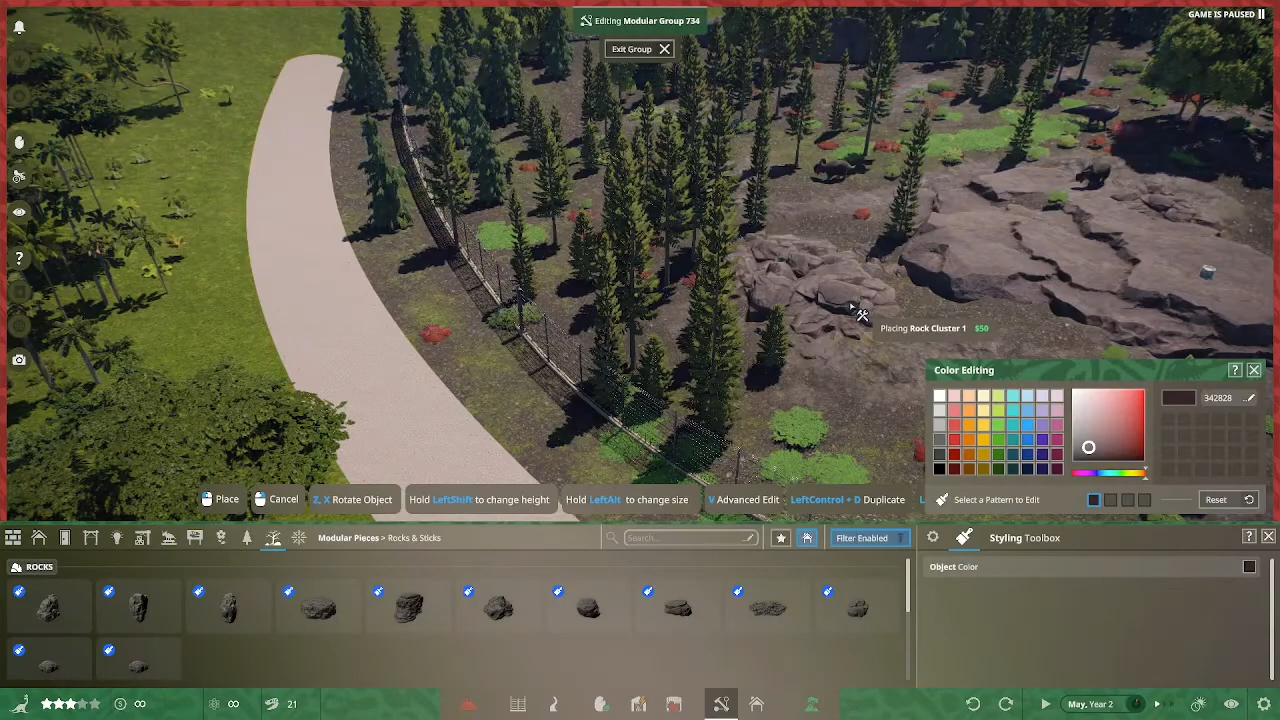 Editing Modular Group 734
GAME IS PAUSED
Exit Group
Placing Rock Cluster 1 $50
Color Editing
?
342828
Place
Cancel
Z, X Rotate Object
Hold LeftShift to change height
Hold LeftAlt to change size
V Advanced Edit
LeftControl + D Duplicate
L
Select a Pattern to Edit
Reset
Modular Pieces > Rocks & Sticks
Search...
Filter Enabled
Styling Toolbox
?
ROCKS
Object Color
?
21
May, Year 2